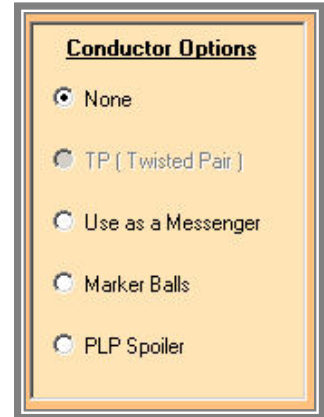 Conductor Options
None
TP ( Twisted Pair )
Use as a Messenger
Marker Balls
PLP Spoiler